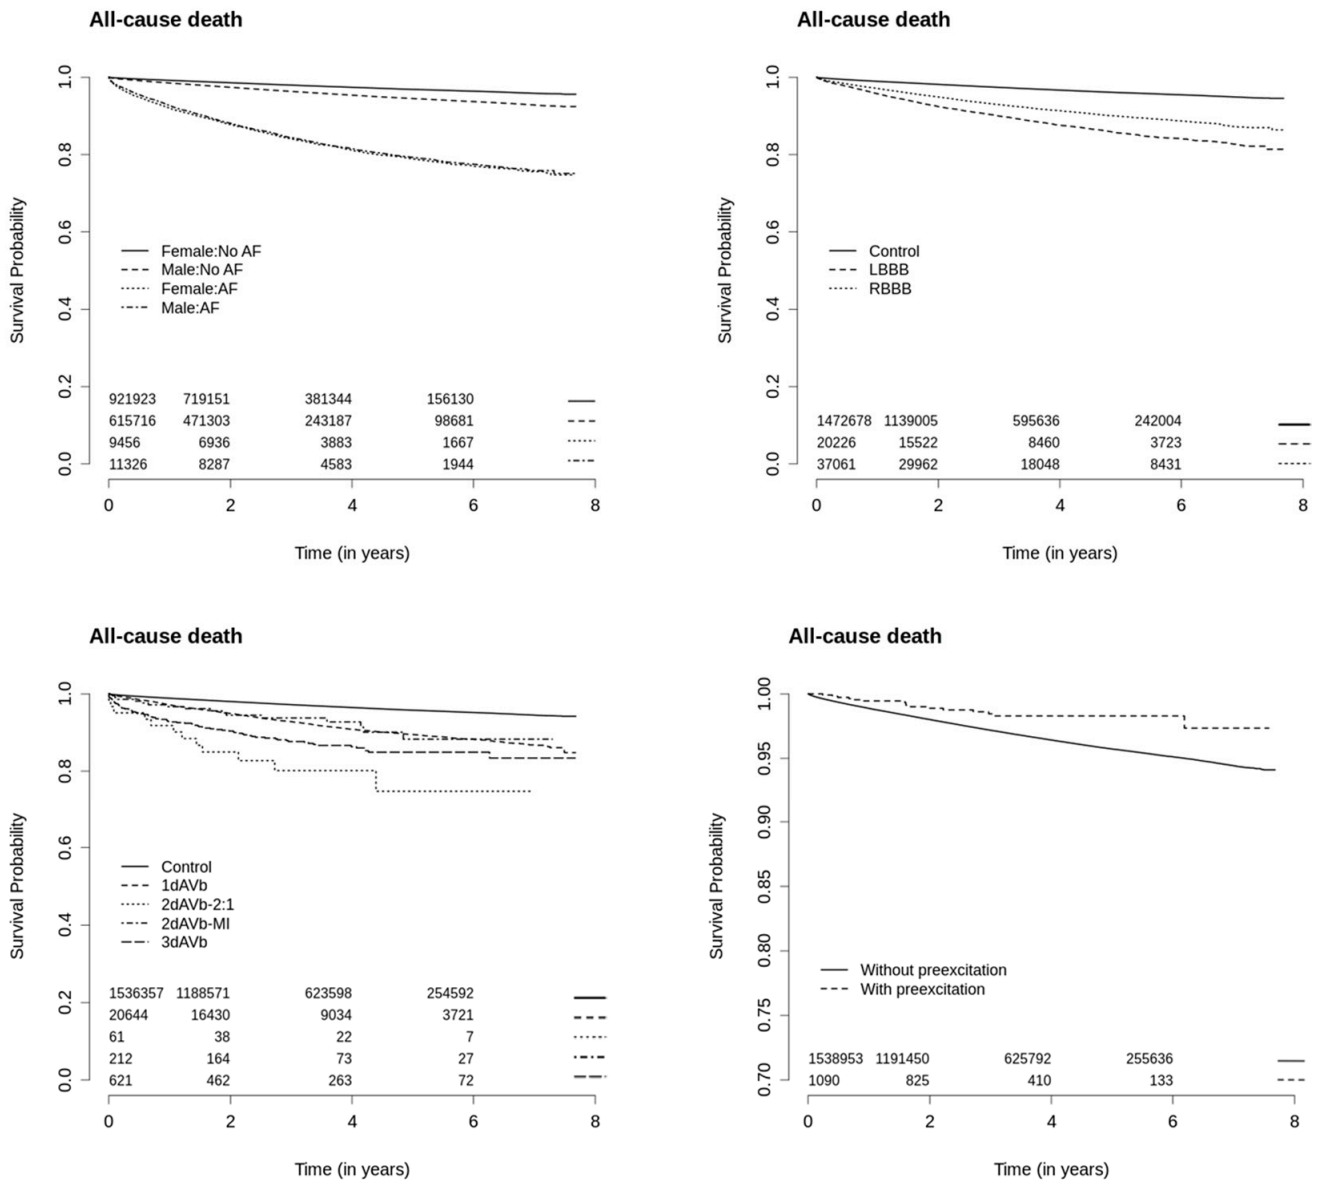 All-cause death
Survival Probability
1.0
0.8
0.6
0.4
0.2
0.0
Female:No AF
Male:No AF
Female:AF
Male:AF
921923 719151 381344 156130
615716 471303 243187 98681
9456 6936 3883 1667
11326 8287 4583 1944
0 2 4 6 8
Time (in years)
All-cause death
Survival Probability
1.0
0.8
0.6
0.4
0.2
0.0
Control
LBBB
RBBB
1472678 1139005 595636 242004
20226 15522 8460 3723
37061 29962 18048 8431
0 2 4 6 8
Time (in years)
All-cause death
Survival Probability
1.0
0.8
0.6
0.4
0.2
0.0
Control
1dAVb
2dAVb-2:1
2dAVb-MI
3dAVb
1536357 1188571 623598 254592
20644 16430 9034 3721
61 38 22 7
212 164 73 27
621 462 263 72
0 2 4 6 8
Time (in years)
All-cause death
Survival Probability
1.00
0.95
0.90
0.85
0.80
0.75
0.70
Without preexcitation
With preexcitation
1538953 1191450 625792 255636
1090 825 410 133
0 2 4 6 8
Time (in years)